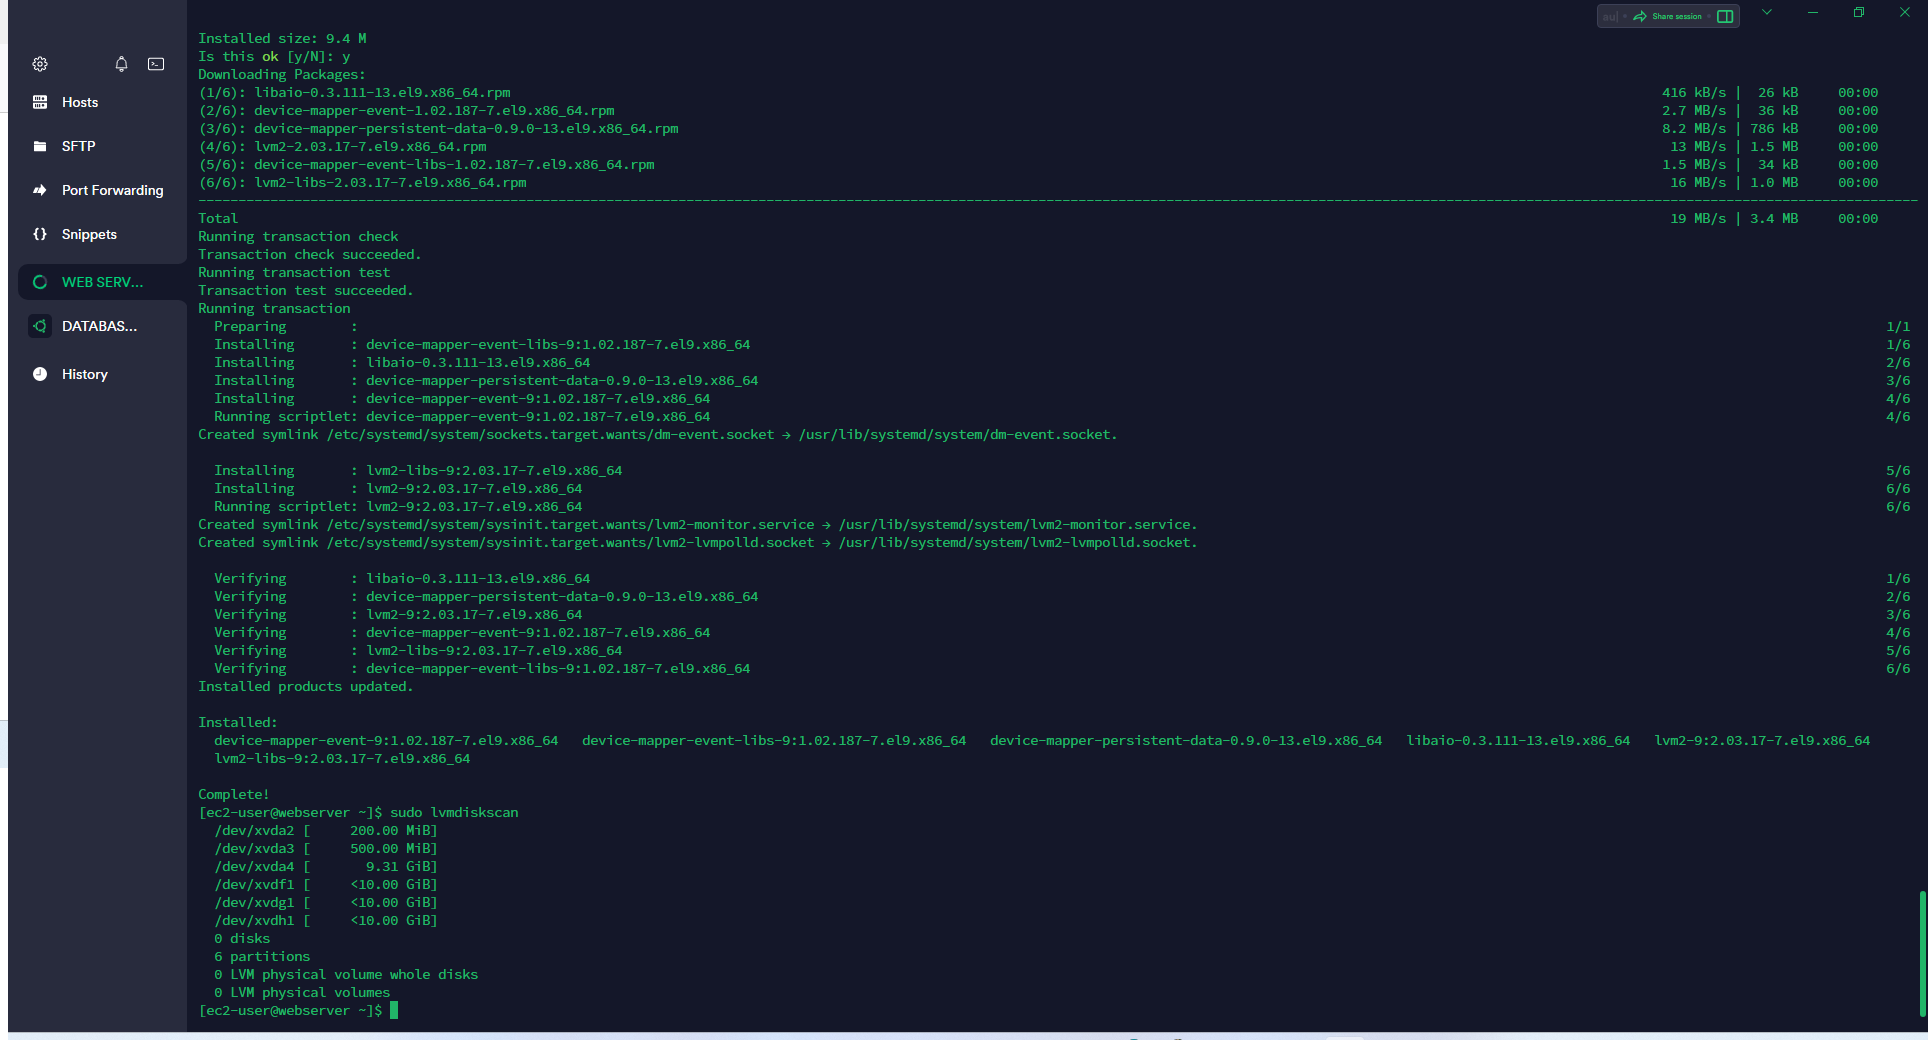 au| Share session
Hosts
SFTP
Port Forwarding
{} Snippets
WEB SERV...
DATABAS...
History
Installed size: 9.4 M
Is this ok [y/N]: y
Downloading Packages:
(1/6): libaio-0.3.111-13.el9.x86_64.rpm 416 kB/s | 26 kB 00:00
(2/6): device-mapper-event-1.02.187-7.el9.x86_64.rpm 2.7 MB/s | 36 kB 00:00
(3/6): device-mapper-persistent-data-0.9.0-13.el9.x86_64.rpm 8.2 MB/s | 786 kB 00:00
(4/6): lvm2-2.03.17-7.el9.x86_64.rpm 13 MB/s | 1.5 MB 00:00
(5/6): device-mapper-event-libs-1.02.187-7.el9.x86_64.rpm 1.5 MB/s | 34 kB 00:00
(6/6): lvm2-libs-2.03.17-7.el9.x86_64.rpm 16 MB/s | 1.0 MB 00:00
--------------------------------------------------------------------------------
Total 19 MB/s | 3.4 MB 00:00
Running transaction check
Transaction check succeeded.
Running transaction test
Transaction test succeeded.
Running transaction
Preparing : 1/1
Installing : device-mapper-event-libs-9:1.02.187-7.el9.x86_64 1/6
Installing : libaio-0.3.111-13.el9.x86_64 2/6
Installing : device-mapper-persistent-data-0.9.0-13.el9.x86_64 3/6
Installing : device-mapper-event-9:1.02.187-7.el9.x86_64 4/6
Running scriptlet: device-mapper-event-9:1.02.187-7.el9.x86_64 4/6
Created symlink /etc/systemd/system/sockets.target.wants/dm-event.socket → /usr/lib/systemd/system/dm-event.socket.
Installing : lvm2-libs-9:2.03.17-7.el9.x86_64 5/6
Installing : lvm2-9:2.03.17-7.el9.x86_64 6/6
Running scriptlet: lvm2-9:2.03.17-7.el9.x86_64 6/6
Created symlink /etc/systemd/system/sysinit.target.wants/lvm2-monitor.service → /usr/lib/systemd/system/lvm2-monitor.service.
Created symlink /etc/systemd/system/sysinit.target.wants/lvm2-lvmpolld.socket → /usr/lib/systemd/system/lvm2-lvmpolld.socket.
Verifying : libaio-0.3.111-13.el9.x86_64 1/6
Verifying : device-mapper-persistent-data-0.9.0-13.el9.x86_64 2/6
Verifying : lvm2-9:2.03.17-7.el9.x86_64 3/6
Verifying : device-mapper-event-9:1.02.187-7.el9.x86_64 4/6
Verifying : lvm2-libs-9:2.03.17-7.el9.x86_64 5/6
Verifying : device-mapper-event-libs-9:1.02.187-7.el9.x86_64 6/6
Installed products updated.
Installed:
device-mapper-event-9:1.02.187-7.el9.x86_64 device-mapper-event-libs-9:1.02.187-7.el9.x86_64 device-mapper-persistent-data-0.9.0-13.el9.x86_64 libaio-0.3.111-13.el9.x86_64 lvm2-9:2.03.17-7.el9.x86_64
lvm2-libs-9:2.03.17-7.el9.x86_64
Complete!
[ec2-user@webserver ~]$ sudo lvmdiskscan
/dev/xvda2 [ 200.00 MiB]
/dev/xvda3 [ 500.00 MiB]
/dev/xvda4 [ 9.31 GiB]
/dev/xvdf1 [ <10.00 GiB]
/dev/xvdg1 [ <10.00 GiB]
/dev/xvdh1 [ <10.00 GiB]
0 disks
6 partitions
0 LVM physical volume whole disks
0 LVM physical volumes
[ec2-user@webserver ~]$